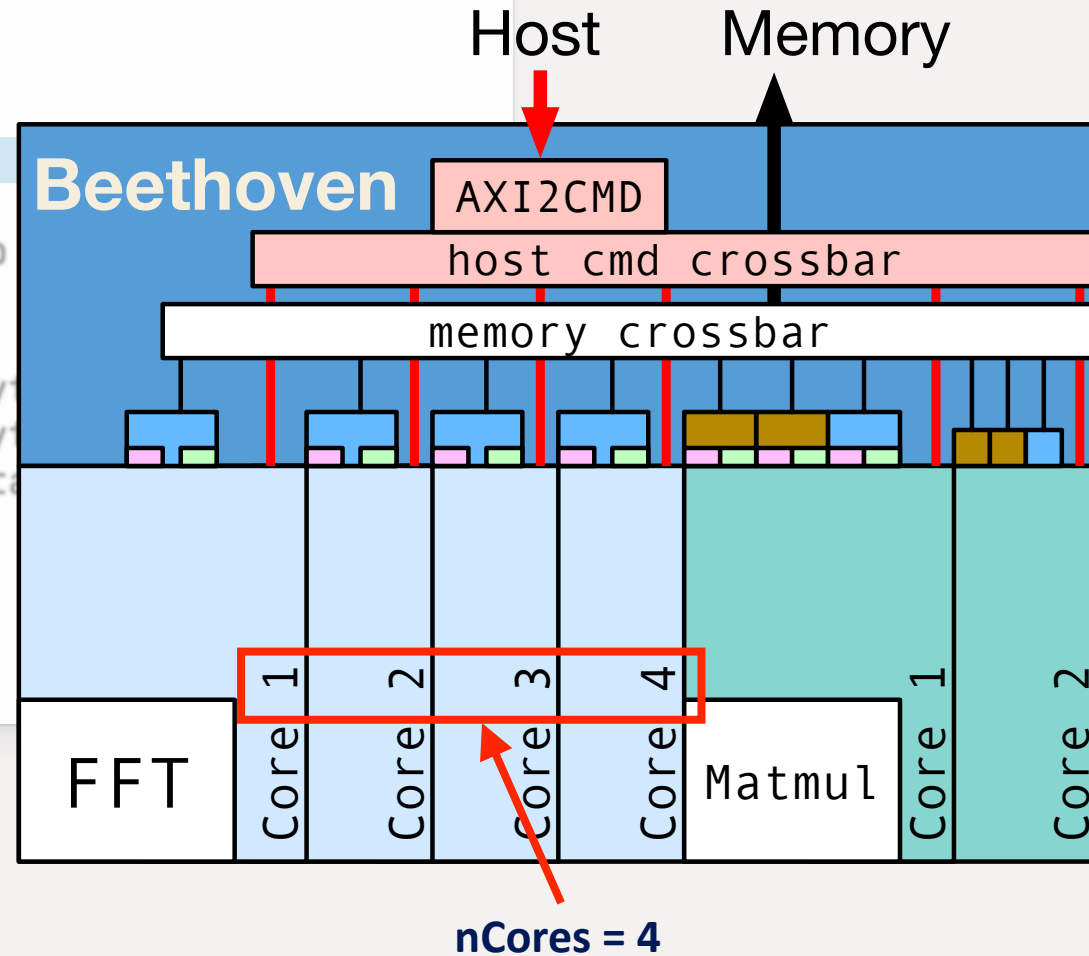 Host Memory
Beethoven
AXI2CMD
host cmd crossbar
memory crossbar
FFT
Core 1
Core 2
Core 3
Core 4
Matmul
Core 1
Core 2
nCores = 4